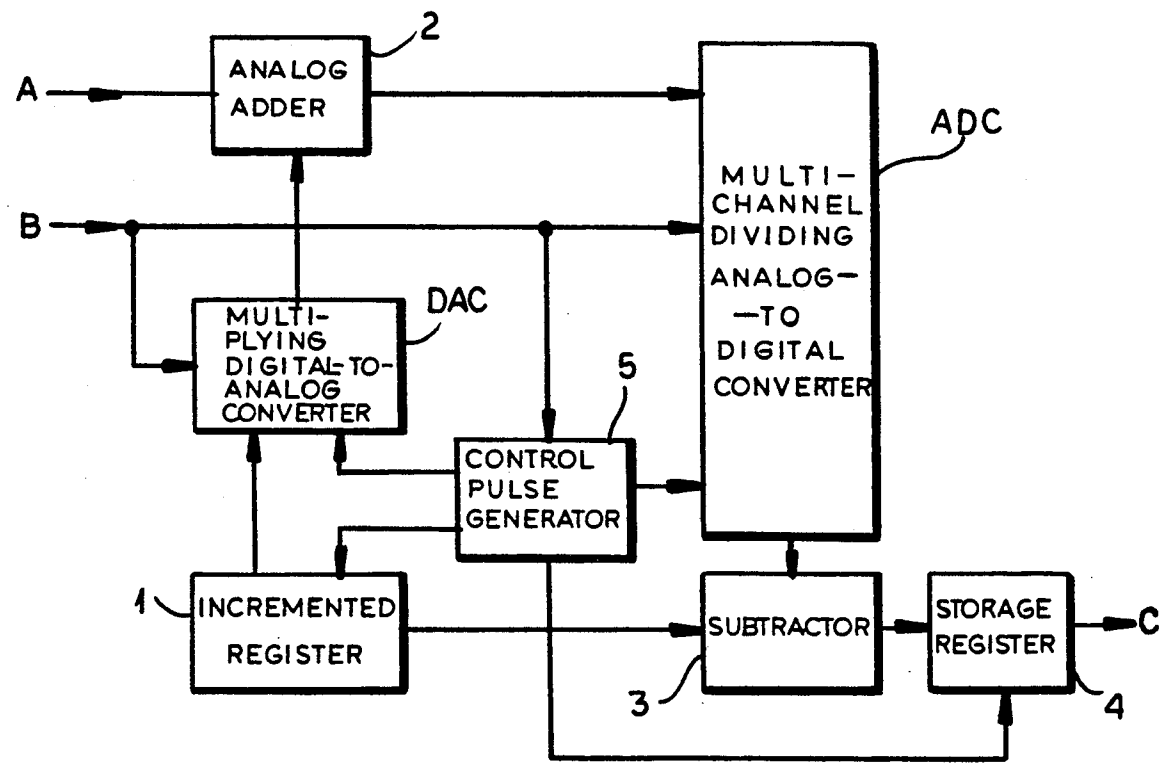 2
ANALOG
ADDER
A
ADC
B
MULTI-
CHANNEL
DIVIDING
ANALOG-
-TO
DIGITAL
CONVERTER
DAC
MULTI-
PLYING
DIGITAL-TO-
ANALOG
CONVERTER
5
CONTROL
PULSE
GENERATOR
1
INCREMENTED
REGISTER
SUBTRACTOR
3
STORAGE
REGISTER
4
C